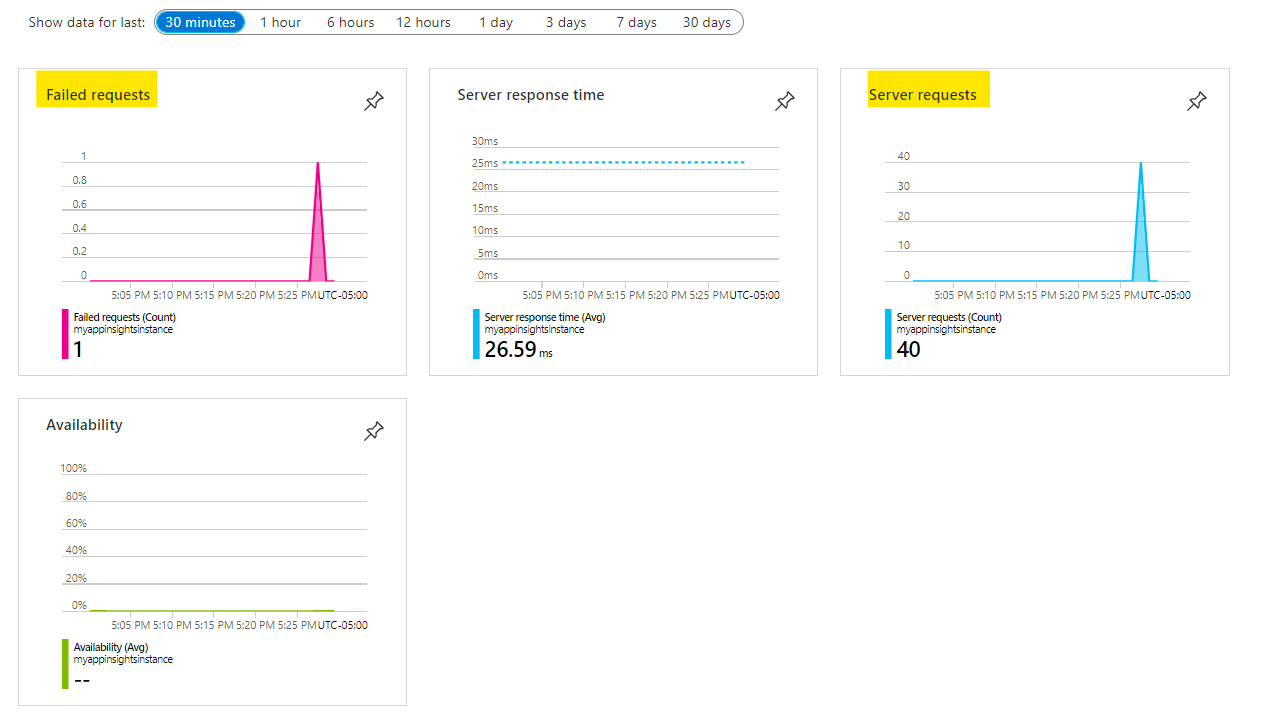 Show data for last: 30 minutes 1 hour 6 hours 12 hours 1 day 3 days 7 days 30 days
Failed requests
1
0.8
0.6
0.4
0.2
0
5:05 PM 5:10 PM 5:15 PM 5:20 PM 5:25 PM UTC-05:00
Failed requests (Count)
myappinsightsinstance
1
Server response time
30ms
25ms
20ms
15ms
10ms
5ms
0ms
5:05 PM 5:10 PM 5:15 PM 5:20 PM 5:25 PM UTC-05:00
Server response time (Avg)
myappinsightsinstance
26.59 ms
Server requests
40
30
20
10
0
5:05 PM 5:10 PM 5:15 PM 5:20 PM 5:25 PM UTC-05:00
Server requests (Count)
myappinsightsinstance
40
Availability
100%
80%
60%
40%
20%
0%
5:05 PM 5:10 PM 5:15 PM 5:20 PM 5:25 PM UTC-05:00
Availability (Avg)
myappinsightsinstance
--